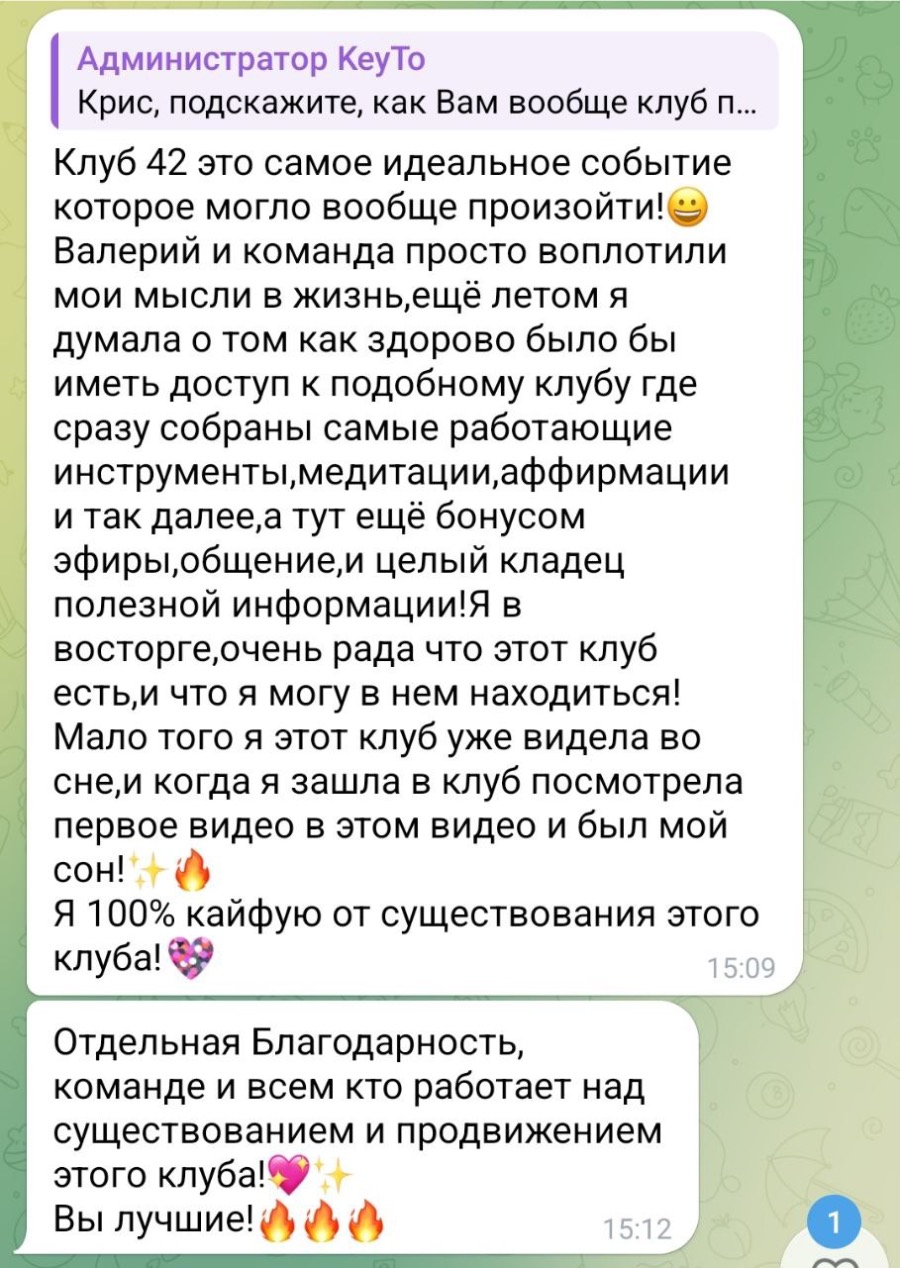 Администратор KeyTo
Крис, подскажите, как Вам вообще клуб п...
Клуб 42 это самое идеальное событие
которое могло вообще произойти!😀
Валерий и команда просто воплотили
мои мысли в жизнь,ещё летом я
думала о том как здорово было бы
иметь доступ к подобному клубу где
сразу собраны самые работающие
инструменты,медитации,аффирмации
и так далее,а тут ещё бонусом
эфиры,общение,и целый кладец
полезной информации!Я в
восторге,очень рада что этот клуб
есть,и что я могу в нем находиться!
Мало того я этот клуб уже видела во
сне,и когда я зашла в клуб посмотрела
первое видео в этом видео и был мой
сон!✨🔥
Я 100% кайфую от существования этого
клуба!💖
15:09
Отдельная Благодарность,
команде и всем кто работает над
существованием и продвижением
этого клуба!💖✨
Вы лучшие!🔥🔥🔥
15:12
1